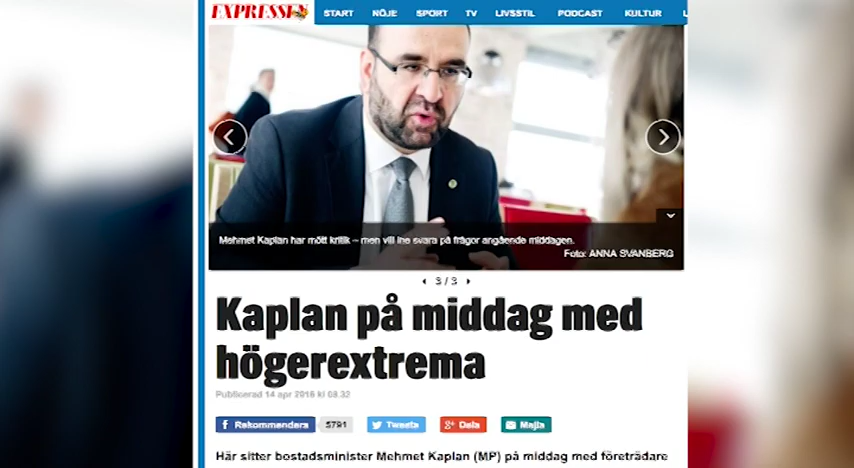 EXPRESSEN START NÖJE SPORT TV LIVSSTIL PODCAST KULTUR L
Mehmet Kaplan har mött kritik – men vill ine svara på frågor angående middagen.
Foto: ANNA SVANBERG
3 / 3
Kaplan på middag med
högerextrema
Publicerad 14 apr 2016 kl 08.32
Rekommendera 5791 Tweeta Dela Majla
Här sitter bostadsminister Mehmet Kaplan (MP) på middag med företrädare